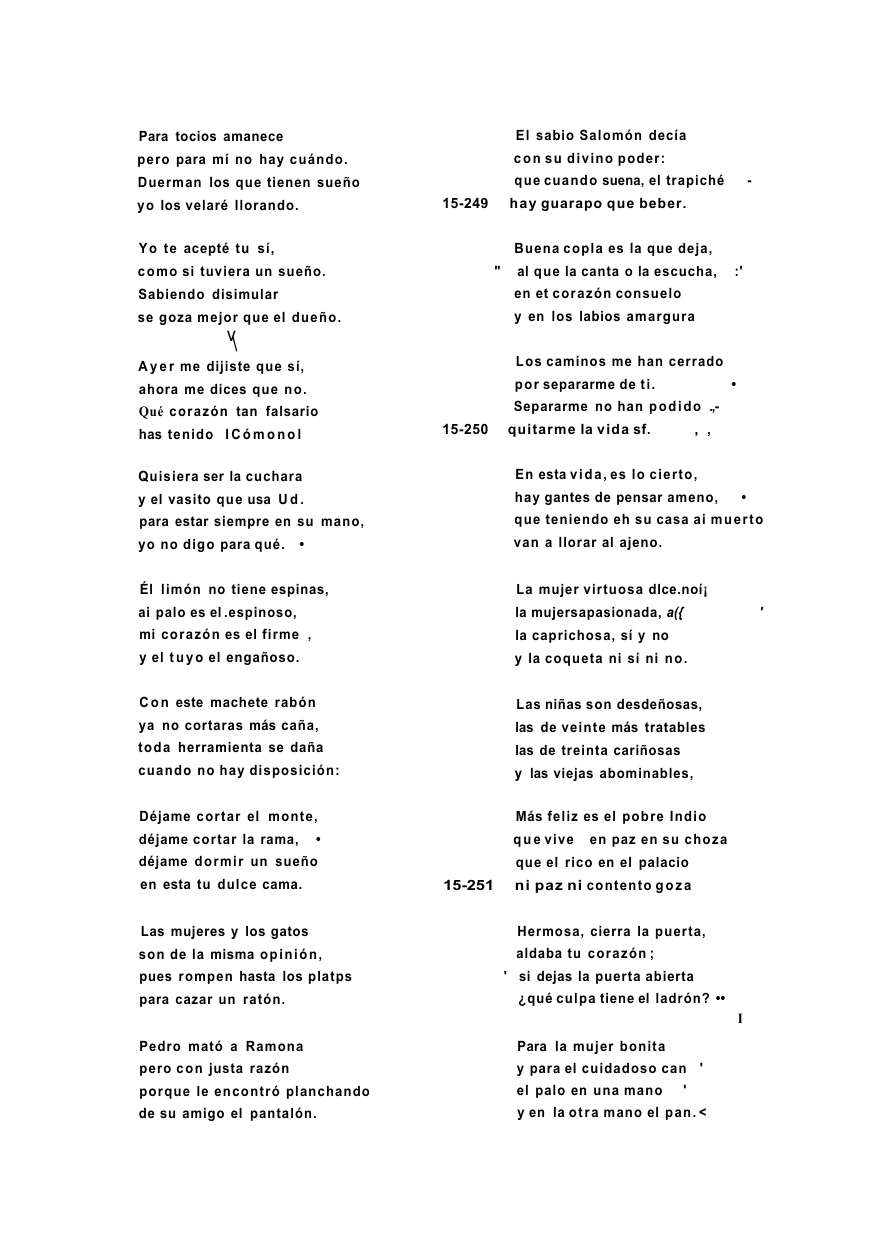 Para tocios amanece
pero para mí no hay cuándo.
Duerman los que tienen sueño
yo los velaré llorando.

Yo te acepté tu sí,
como si tuviera un sueño.
Sabiendo disimular
se goza mejor que el dueño.

Ayer me dijiste que sí,
ahora me dices que no.
Qué corazón tan falsario
has tenido ICómonol

Quisiera ser la cuchara
y el vasito que usa Ud.
para estar siempre en su mano,
yo no digo para qué. •

Él limón no tiene espinas,
ai palo es el .espinoso,
mi corazón es el firme ,
y el tuyo el engañoso.

Con este machete rabón
ya no cortaras más caña,
toda herramienta se daña
cuando no hay disposición:

Déjame cortar el monte,
déjame cortar la rama, •
déjame dormir un sueño
en esta tu dulce cama.

Las mujeres y los gatos
son de la misma opinión,
pues rompen hasta los platps
para cazar un ratón.

Pedro mató a Ramona
pero con justa razón
porque le encontró planchando
de su amigo el pantalón.

El sabio Salomón decía
con su divino poder:
que cuando suena, el trapiché -
15-249 hay guarapo que beber.

Buena copla es la que deja,
" al que la canta o la escucha, :'
en et corazón consuelo
y en los labios amargura

Los caminos me han cerrado
por separarme de ti. •
Separarme no han podido .,-
15-250 quitarme la vida sf. , ,

En esta vida, es lo cierto,
hay gantes de pensar ameno, •
que teniendo eh su casa ai muerto
van a llorar al ajeno.

La mujer virtuosa dIce.noí¡
la mujersapasionada, a({ '
la caprichosa, sí y no
y la coqueta ni sí ni no.

Las niñas son desdeñosas,
las de veinte más tratables
las de treinta cariñosas
y las viejas abominables,

Más feliz es el pobre Indio
que vive en paz en su choza
que el rico en el palacio
15-251 ni paz ni contento goza

Hermosa, cierra la puerta,
aldaba tu corazón ;
' si dejas la puerta abierta
¿qué culpa tiene el ladrón? ••
I

Para la mujer bonita
y para el cuidadoso can '
el palo en una mano '
y en la otra mano el pan. <